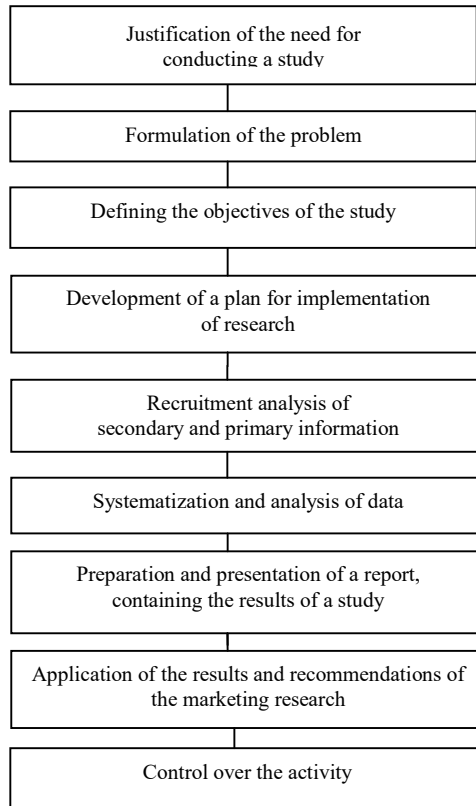 Justification of the need for
conducting a study
Formulation of the problem
Defining the objectives of the study
Development of a plan for implementation
of research
Recruitment analysis of
secondary and primary information
Systematization and analysis of data
Preparation and presentation of a report,
containing the results of a study
Application of the results and recommendations of
the marketing research
Control over the activity